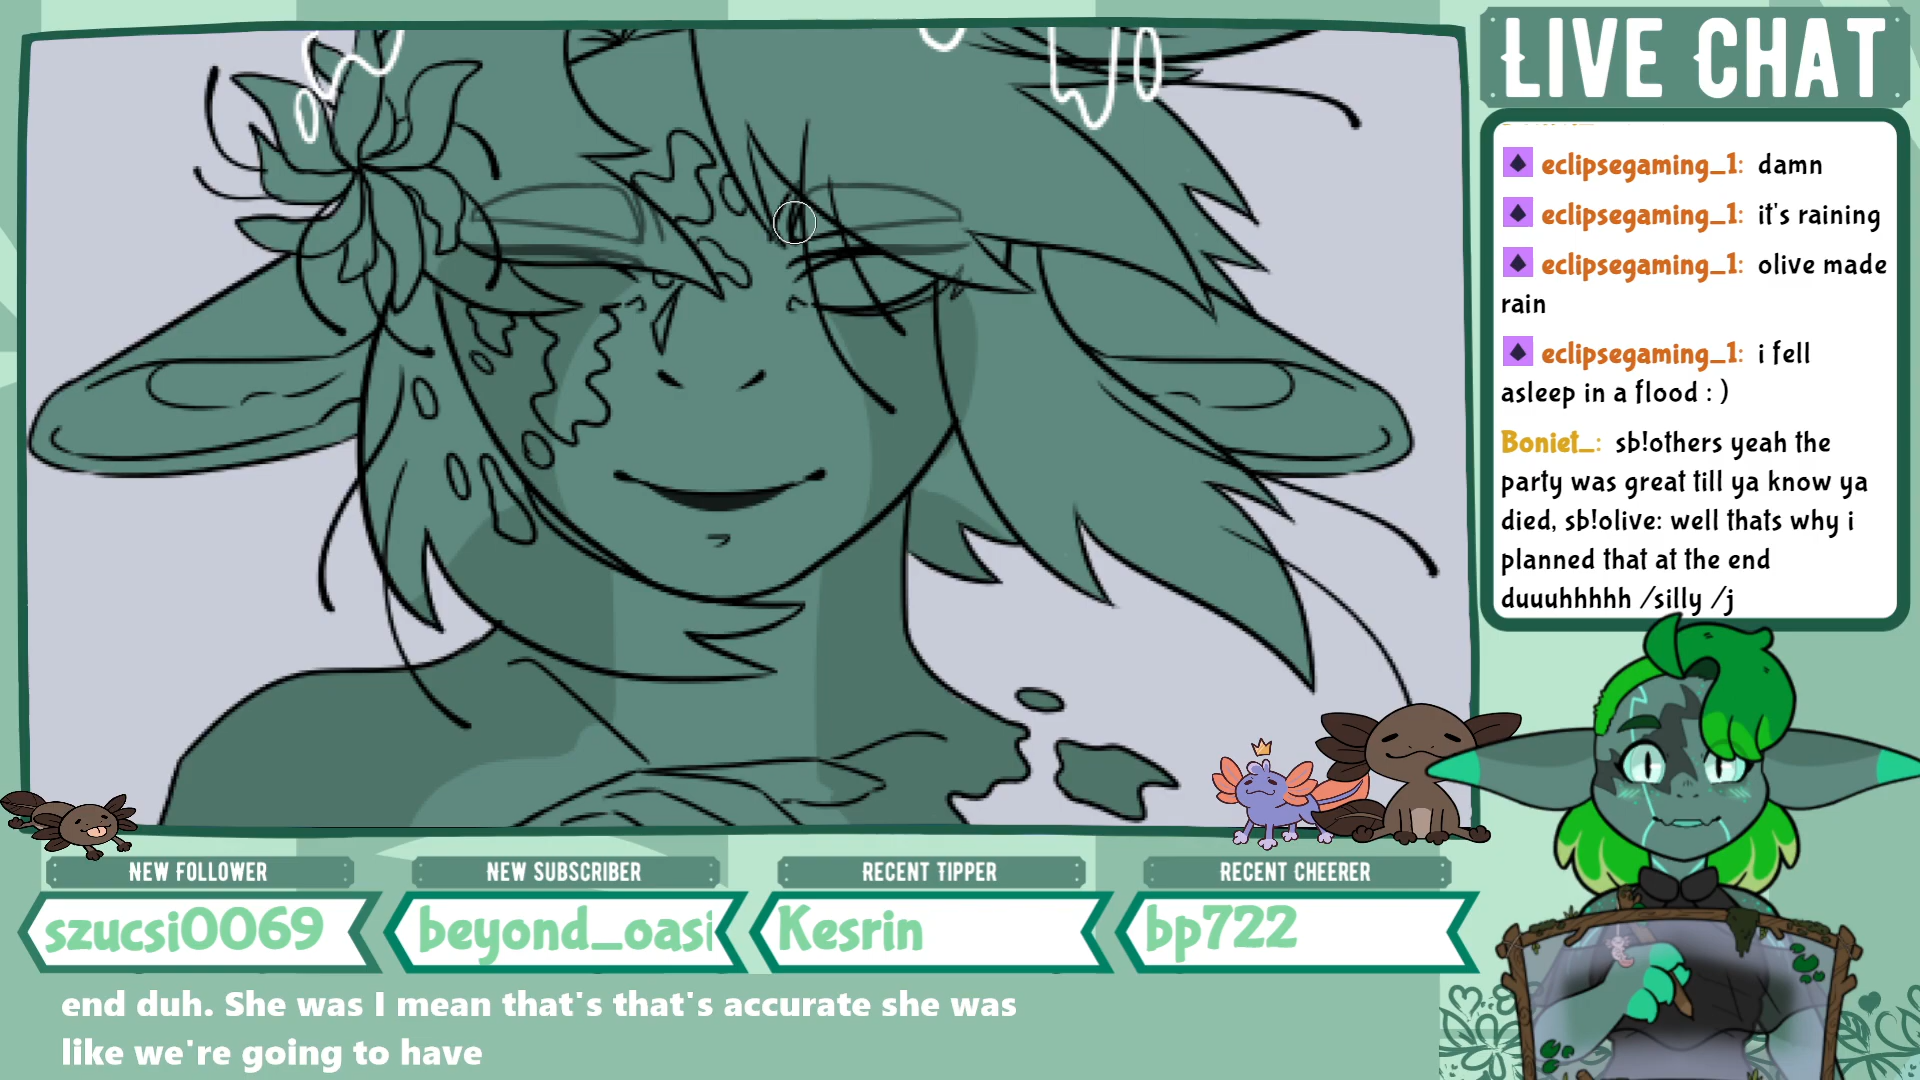 LIVE CHAT
eclipsegaming_1: damn
eclipsegaming_1: it's raining
eclipsegaming_1: olive made
rain
eclipsegaming_1: i fell
asleep in a flood : )
Boniet_: sb!others yeah the
party was great till ya know ya
died, sb!olive: well thats why i
planned that at the end
duuuhhhhh /silly /j
NEW FOLLOWER
szucsi0069
NEW SUBSCRIBER
beyond_oasi
RECENT TIPPER
Kesrin
RECENT CHEERER
bp722
end duh. She was I mean that's that's accurate she was
like we're going to have